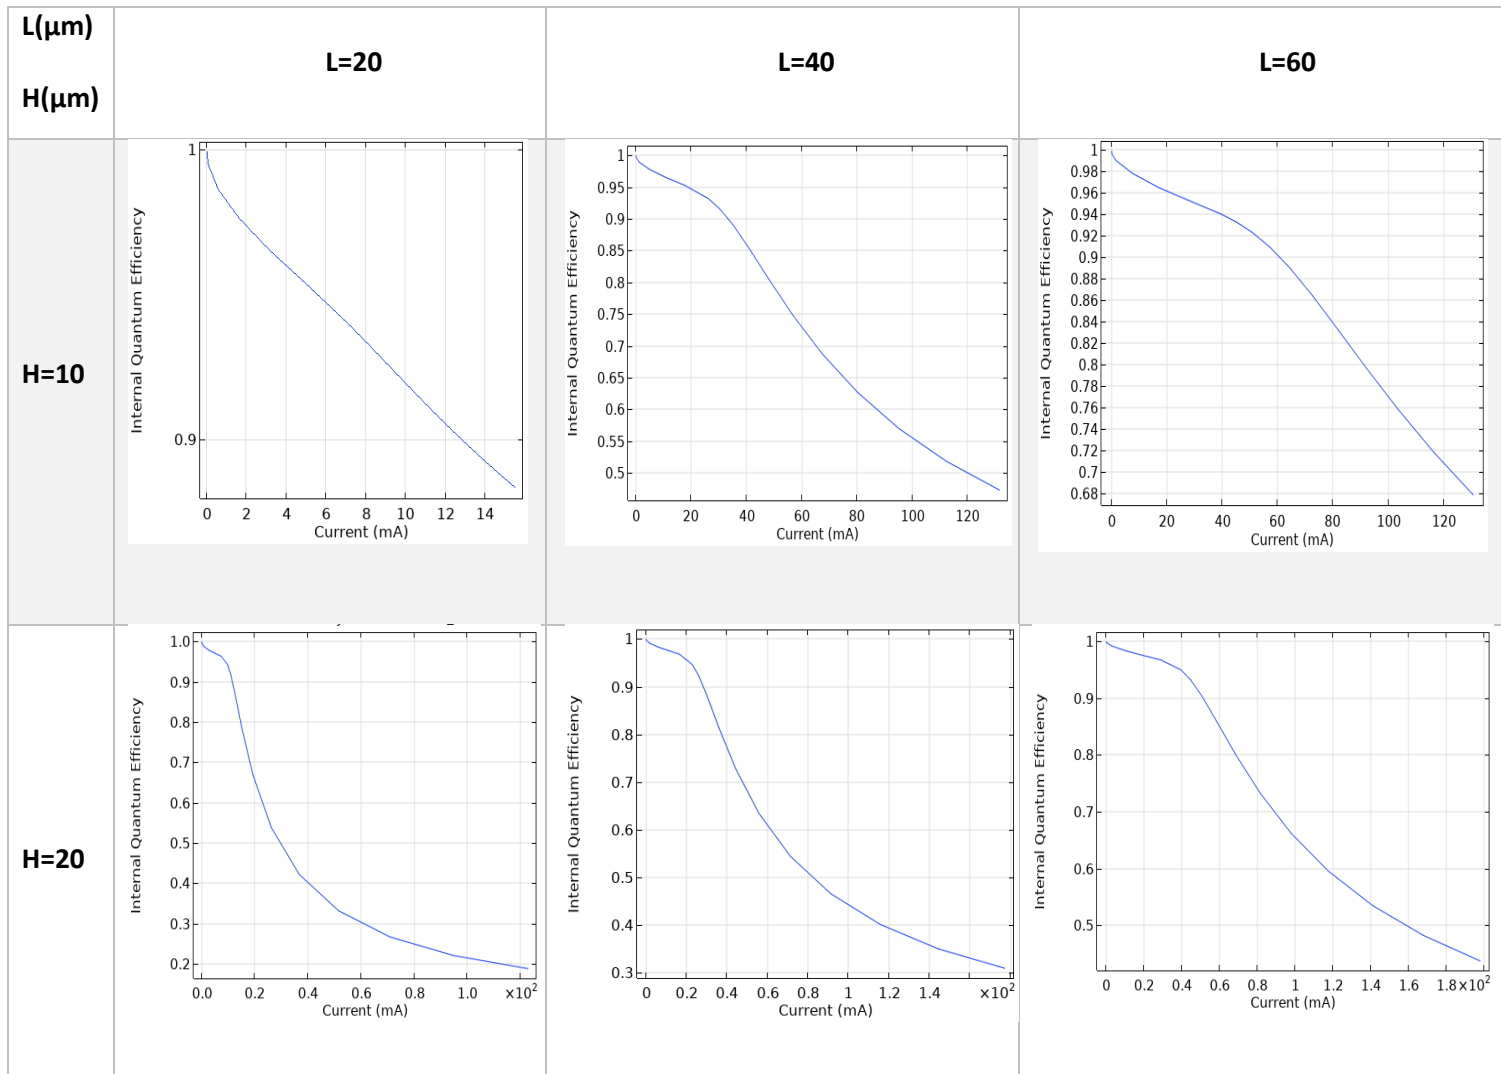 L(μm)
H(μm)
L=20
L=40
L=60
H=10
1
0.9
Internal Quantum Efficiency
0 2 4 6 8 10 12 14
Current (mA)
1
0.95
0.9
0.85
0.8
0.75
0.7
0.65
0.6
0.55
0.5
Internal Quantum Efficiency
0 20 40 60 80 100 120
Current (mA)
1
0.98
0.96
0.94
0.92
0.9
0.88
0.86
0.84
0.82
0.8
0.78
0.76
0.74
0.72
0.7
0.68
Internal Quantum Efficiency
0 20 40 60 80 100 120
Current (mA)
H=20
1.0
0.9
0.8
0.7
0.6
0.5
0.4
0.3
0.2
Internal Quantum Efficiency
0.0 0.2 0.4 0.6 0.8 1.0 ×10²
Current (mA)
1
0.9
0.8
0.7
0.6
0.5
0.4
0.3
Internal Quantum Efficiency
0 0.2 0.4 0.6 0.8 1 1.2 1.4 ×10²
Current (mA)
1
0.9
0.8
0.7
0.6
0.5
Internal Quantum Efficiency
0 0.2 0.4 0.6 0.8 1 1.2 1.4 1.6 1.8×10²
Current (mA)